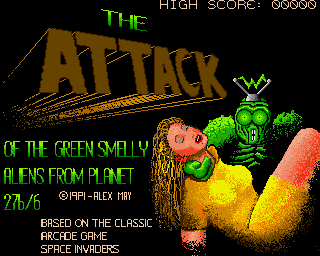 HIGH SCORE: 00000
THE
ATTACK
OF THE GREEN SMELLY
ALIENS FROM PLANET
27b/6
©1991-ALEX MAY
BASED ON THE CLASSIC
ARCADE GAME
SPACE INVADERS